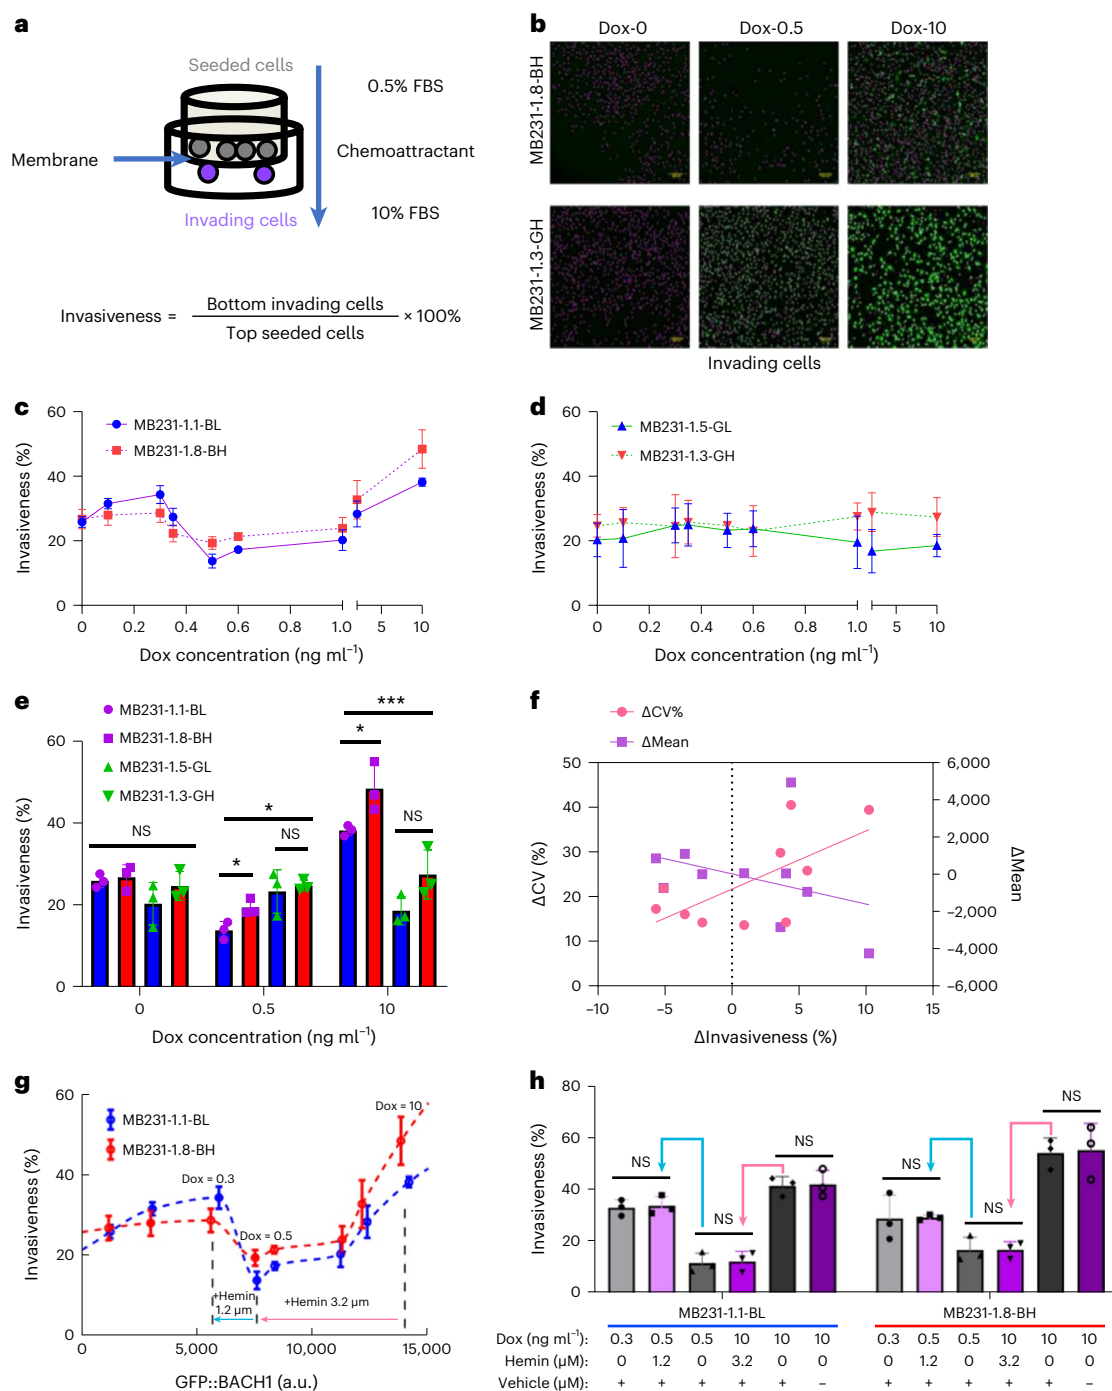 a
Seeded cells
0.5% FBS
Membrane
Chemoattractant
Invading cells
10% FBS
Invasiveness = Bottom invading cells / Top seeded cells × 100%
b
Dox-0 Dox-0.5 Dox-10
MB231-1.8-BH
MB231-1.3-GH
Invading cells
c
MB231-1.1-BL
MB231-1.8-BH
Invasiveness (%)
60
40
20
0
0 0.2 0.4 0.6 0.8 1.0 5 10
Dox concentration (ng ml⁻¹)
d
MB231-1.5-GL
MB231-1.3-GH
Invasiveness (%)
60
40
20
0
0 0.2 0.4 0.6 0.8 1.0 5 10
Dox concentration (ng ml⁻¹)
e
MB231-1.1-BL
MB231-1.8-BH
MB231-1.5-GL
MB231-1.3-GH
Invasiveness (%)
60
40
20
0
NS
*
*
NS
***
*
NS
0 0.5 10
Dox concentration (ng ml⁻¹)
f
ΔCV%
ΔMean
ΔCV (%)
50
40
30
20
10
0
6,000
4,000
2,000
0
−2,000
−4,000
−6,000
ΔMean
−10 −5 0 5 10 15
ΔInvasiveness (%)
g
MB231-1.1-BL
MB231-1.8-BH
Invasiveness (%)
60
40
20
0
Dox = 0.3
Dox = 0.5
Dox = 10
+Hemin
1.2 μm
+Hemin 3.2 μm
0 5,000 10,000 15,000
GFP::BACH1 (a.u.)
h
Invasiveness (%)
80
60
40
20
0
NS
NS
NS
NS
NS
NS
MB231-1.1-BL MB231-1.8-BH
Dox (ng ml⁻¹): 0.3 0.5 0.5 10 10 10 0.3 0.5 0.5 10 10 10
Hemin (μM): 0 1.2 0 3.2 0 0 0 1.2 0 3.2 0 0
Vehicle (μM): + + + + + − + + + + + −